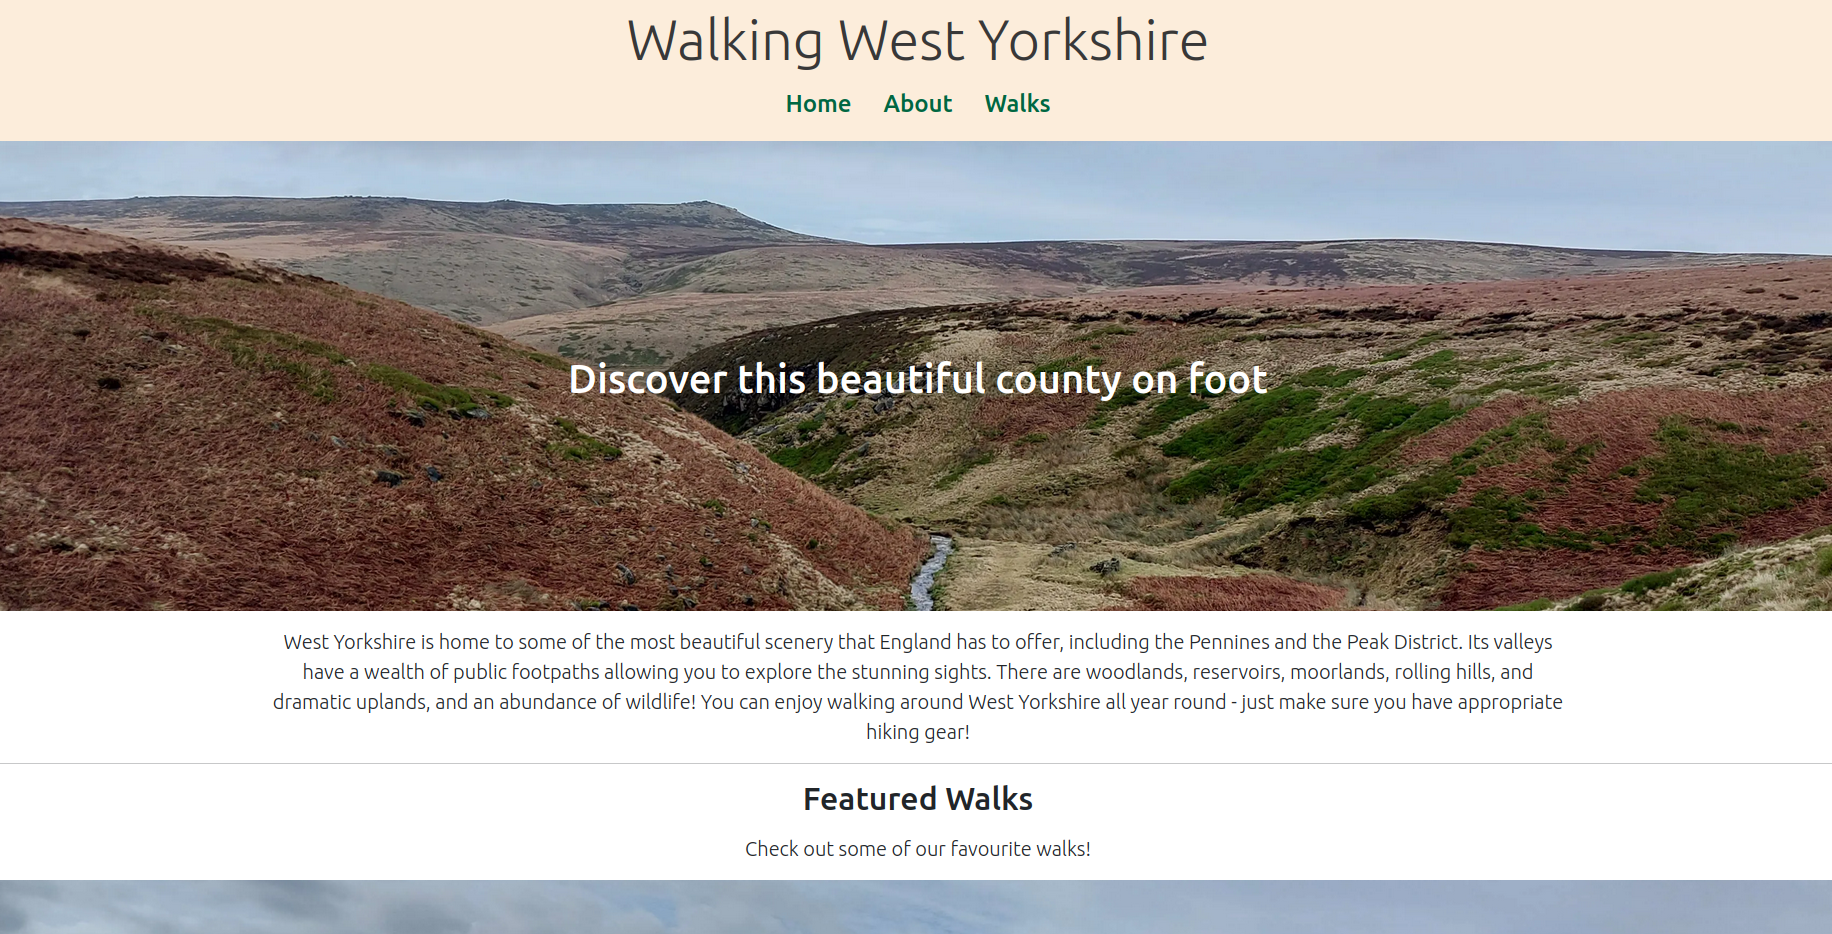 Walking West Yorkshire
Home About Walks
Discover this beautiful county on foot
West Yorkshire is home to some of the most beautiful scenery that England has to offer, including the Pennines and the Peak District. Its valleys
have a wealth of public footpaths allowing you to explore the stunning sights. There are woodlands, reservoirs, moorlands, rolling hills, and
dramatic uplands, and an abundance of wildlife! You can enjoy walking around West Yorkshire all year round - just make sure you have appropriate
hiking gear!
Featured Walks
Check out some of our favourite walks!